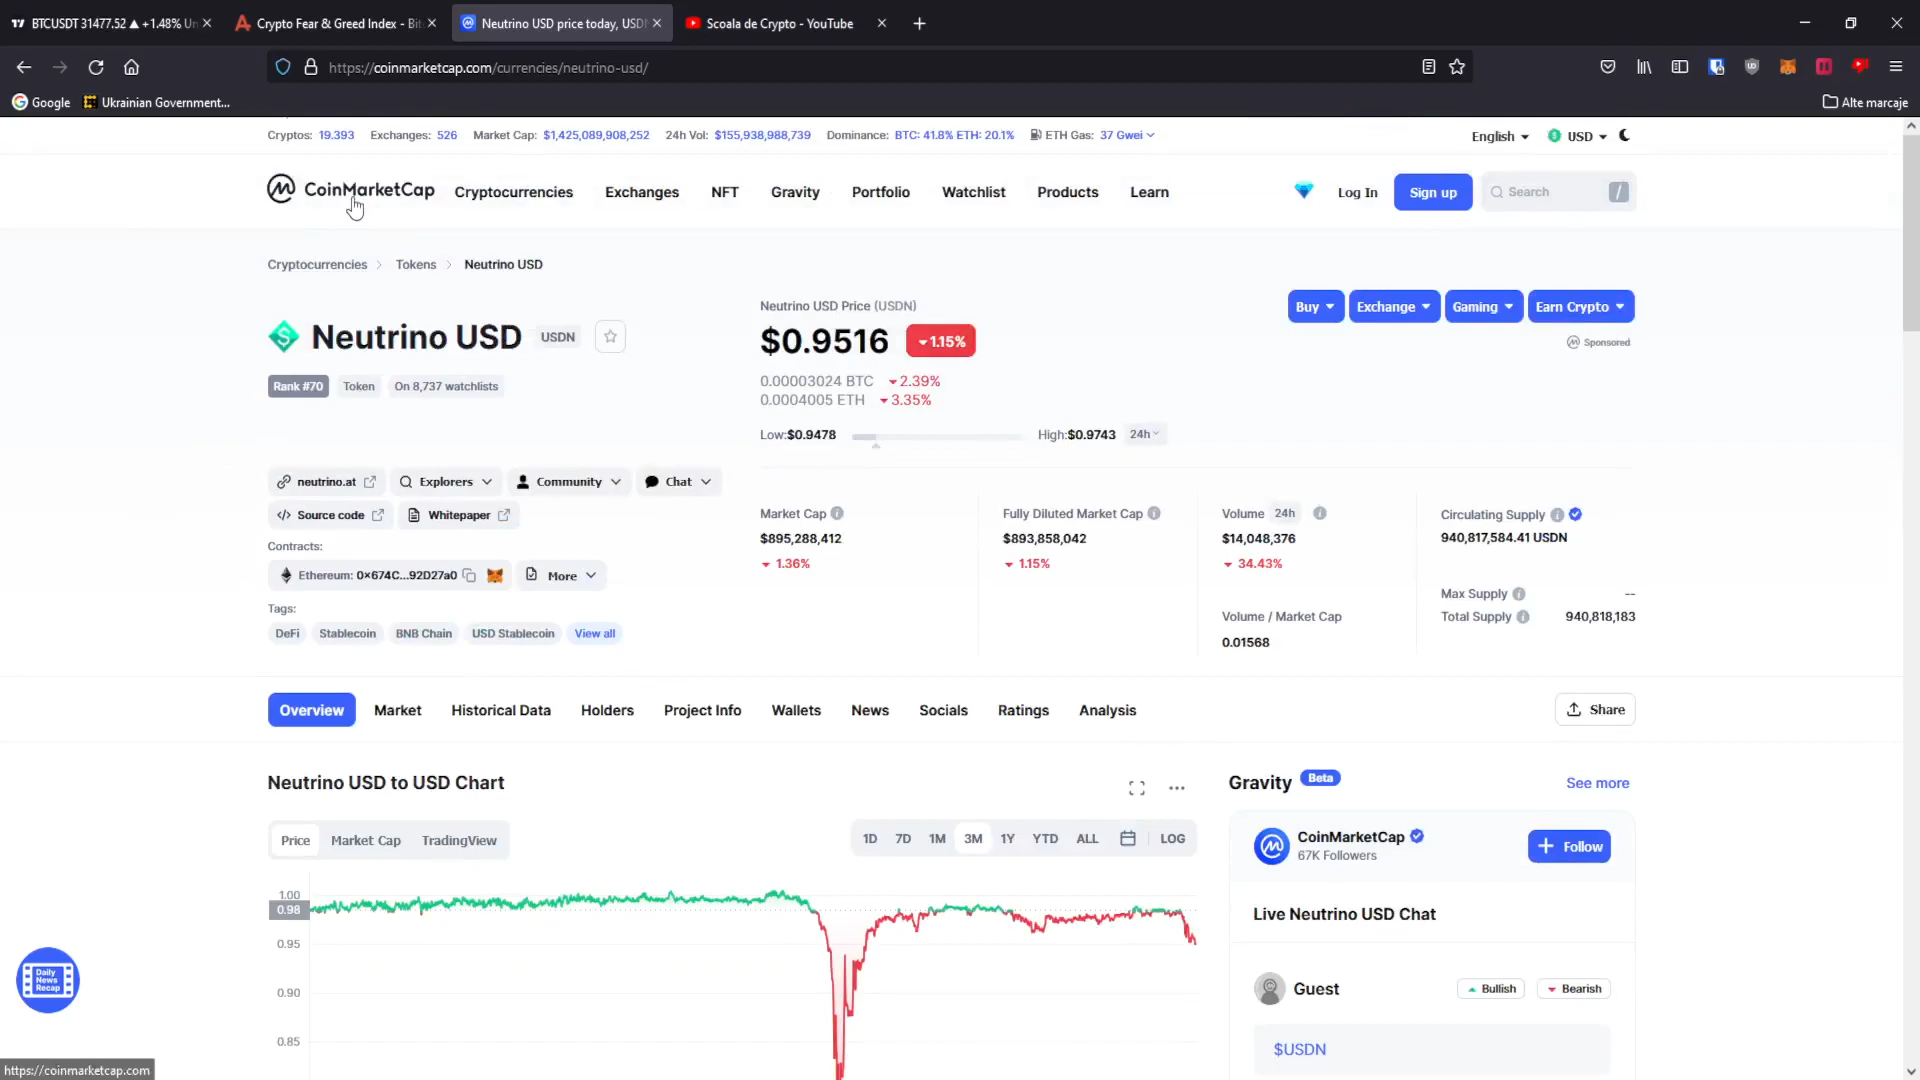 BTCUSDT 31477.52 ▲ +1.48% Un
Crypto Fear & Greed Index - Bit
Neutrino USD price today, USDN
Scoala de Crypto - YouTube
https://coinmarketcap.com/currencies/neutrino-usd/
Google
Ukrainian Government...
Alte marcaje
Cryptos: 19.393 Exchanges: 526 Market Cap: $1,425,089,908,252 24h Vol: $155,938,988,739 Dominance: BTC: 41.8% ETH: 20.1% ETH Gas: 37 Gwei
English USD
CoinMarketCap Cryptocurrencies Exchanges NFT Gravity Portfolio Watchlist Products Learn Log In Sign up Search /
Cryptocurrencies > Tokens > Neutrino USD
Neutrino USD USDN
Rank #70 Token On 8,737 watchlists
Neutrino USD Price (USDN)
$0.9516 1.15%
0.00003024 BTC 2.39%
0.0004005 ETH 3.35%
Low:$0.9478 High:$0.9743 24h
Buy Exchange Gaming Earn Crypto
Sponsored
neutrino.at Explorers Community Chat
</> Source code Whitepaper
Contracts:
Ethereum: 0x674C...92D27a0 More
Tags:
DeFi Stablecoin BNB Chain USD Stablecoin View all
Market Cap
$895,288,412
1.36%
Fully Diluted Market Cap
$893,858,042
1.15%
Volume 24h
$14,048,376
34.43%
Volume / Market Cap
0.01568
Circulating Supply
940,817,584.41 USDN
Max Supply --
Total Supply 940,818,183
Overview Market Historical Data Holders Project Info Wallets News Socials Ratings Analysis Share
Neutrino USD to USD Chart
Price Market Cap TradingView
1D 7D 1M 3M 1Y YTD ALL LOG
1.00
0.98
0.95
0.90
0.85
Gravity Beta See more
CoinMarketCap
67K Followers
+ Follow
Live Neutrino USD Chat
Guest Bullish Bearish
$USDN
Daily
News
Recap
https://coinmarketcap.com